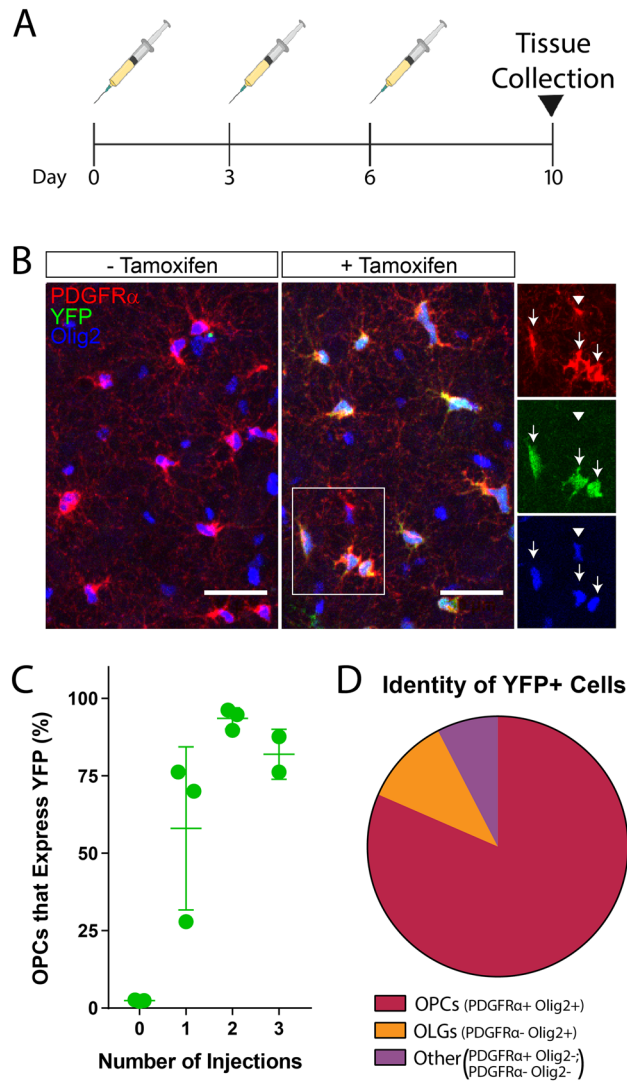 A
Tissue
Collection
Day 0 3 6 10
B
- Tamoxifen
+ Tamoxifen
PDGFRα
YFP
Olig2
C
OPCs that Express YFP (%)
100
75
50
25
0
0 1 2 3
Number of Injections
D
Identity of YFP+ Cells
OPCs (PDGFRα+ Olig2+)
OLGs (PDGFRα- Olig2+)
Other (PDGFRα+ Olig2-;
PDGFRα- Olig2-)